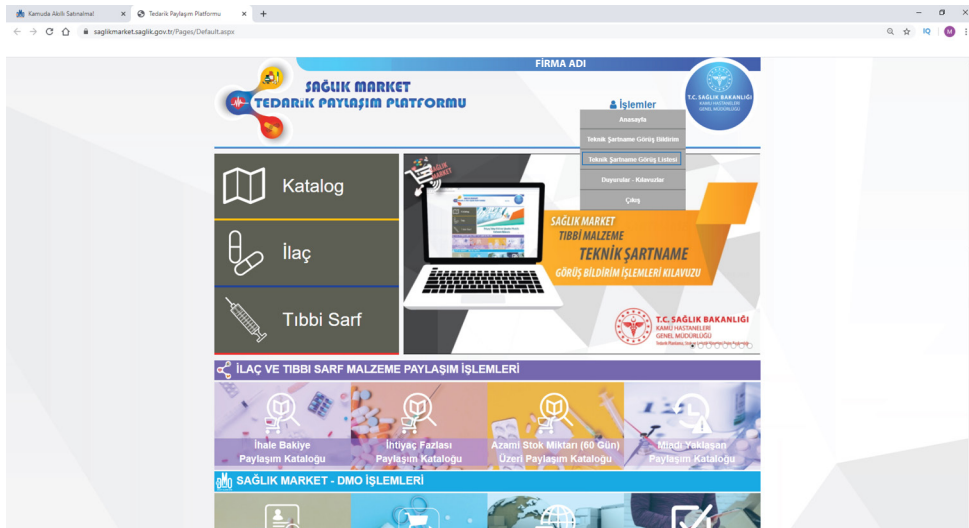 Kamuda Akıllı Satınalma!
Tedarik Paylaşım Platformu
saglikmarket.saglik.gov.tr/Pages/Default.aspx
FİRMA ADI
SAĞLIK MARKET
TEDARİK PAYLAŞIM PLATFORMU
T.C. SAĞLIK BAKANLIĞI
KAMU HASTANELERİ
GENEL MÜDÜRLÜĞÜ
İşlemler
Anasayfa
Teknik Şartname Görüş Bildirim
Teknik Şartname Görüş Listesi
Duyurular - Kılavuzlar
Çıkış
Katalog
İlaç
Tıbbi Sarf
SAĞLIK
MARKET
SAĞLIK MARKET
TIBBİ MALZEME
TEKNİK ŞARTNAME
GÖRÜŞ BİLDİRİM İŞLEMLERİ KILAVUZU
T.C. SAĞLIK BAKANLIĞI
KAMU HASTANELERİ
GENEL MÜDÜRLÜĞÜ
İLAÇ VE TIBBI SARF MALZEME PAYLAŞIM İŞLEMLERİ
İhale Bakiye
Paylaşım Kataloğu
İhtiyaç Fazlası
Paylaşım Kataloğu
Azami Stok Miktarı (60 Gün)
Üzeri Paylaşım Kataloğu
Miadı Yaklaşan
Paylaşım Kataloğu
SAĞLIK MARKET - DMO İŞLEMLERİ